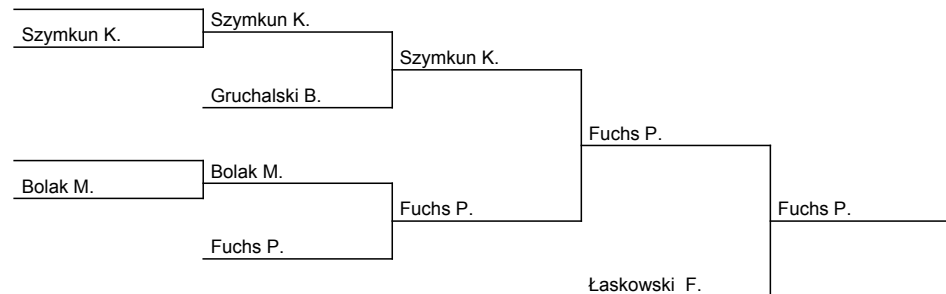 Szymkun K.
Szymkun K.
Szymkun K.
Gruchalski B.
Fuchs P.
Bolak M.
Bolak M.
Fuchs P.
Fuchs P.
Fuchs P.
Łaskowski F.